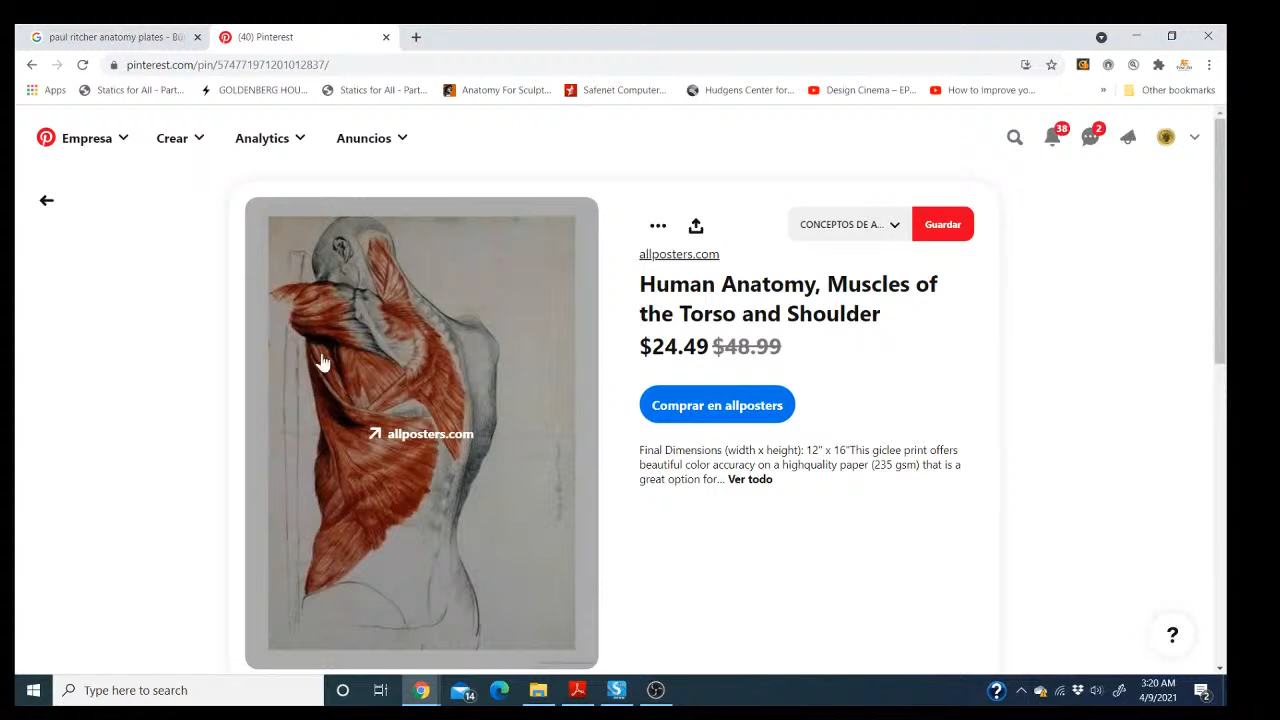 paul ritcher anatomy plates - Bú
(40) Pinterest
pinterest.com/pin/574771971201012837/
Apps
Statics for All - Part...
GOLDENBERG HOU...
Statics for All - Part...
Anatomy For Sculpt...
Safenet Computer...
Hudgens Center for...
Design Cinema – EP...
How to Improve yo...
»
Other bookmarks
Empresa
Crear
Analytics
Anuncios
38
2
CONCEPTOS DE A...
Guardar
allposters.com
Human Anatomy, Muscles of
the Torso and Shoulder
$24.49 $48.99
Comprar en allposters
allposters.com
Final Dimensions (width x height): 12" x 16"This giclee print offers
beautiful color accuracy on a highquality paper (235 gsm) that is a
great option for... Ver todo
?
Type here to search
14
3:20 AM
4/9/2021
2